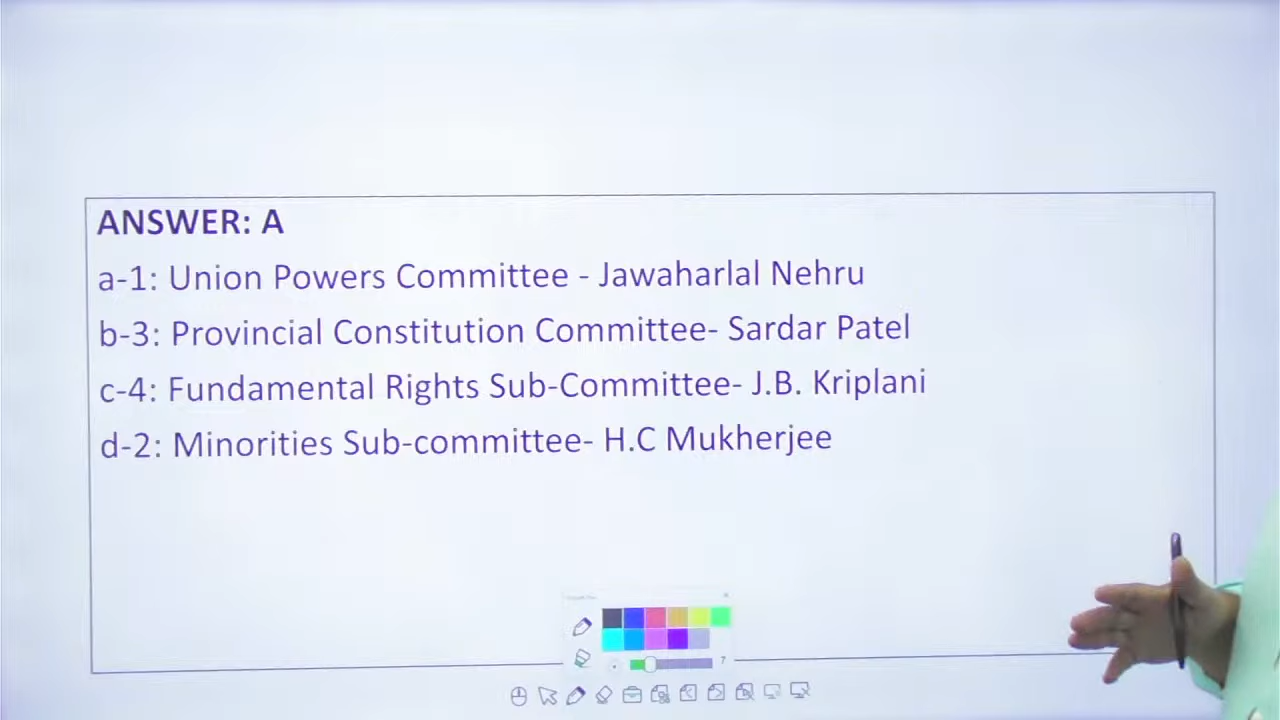 ANSWER: A
a-1: Union Powers Committee - Jawaharlal Nehru
b-3: Provincial Constitution Committee- Sardar Patel
c-4: Fundamental Rights Sub-Committee- J.B. Kriplani
d-2: Minorities Sub-committee- H.C Mukherjee
7